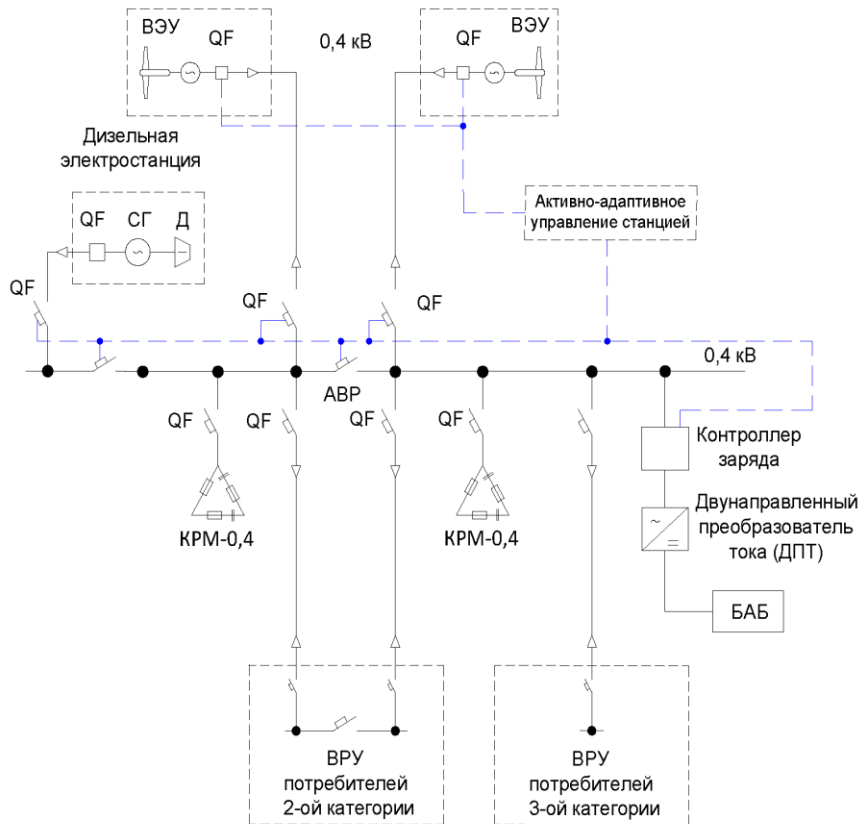 ВЭУ
QF
0,4 кВ
QF
ВЭУ
Дизельная
электростанция
Активно-адаптивное
управление станцией
QF
СГ
Д
QF
QF
QF
0,4 кВ
АВР
QF
QF
QF
QF
Контроллер
заряда
Двунаправленный
преобразователь
тока (ДПТ)
КРМ-0,4
КРМ-0,4
БАБ
ВРУ
потребителей
2-ой категории
ВРУ
потребителей
3-ой категории